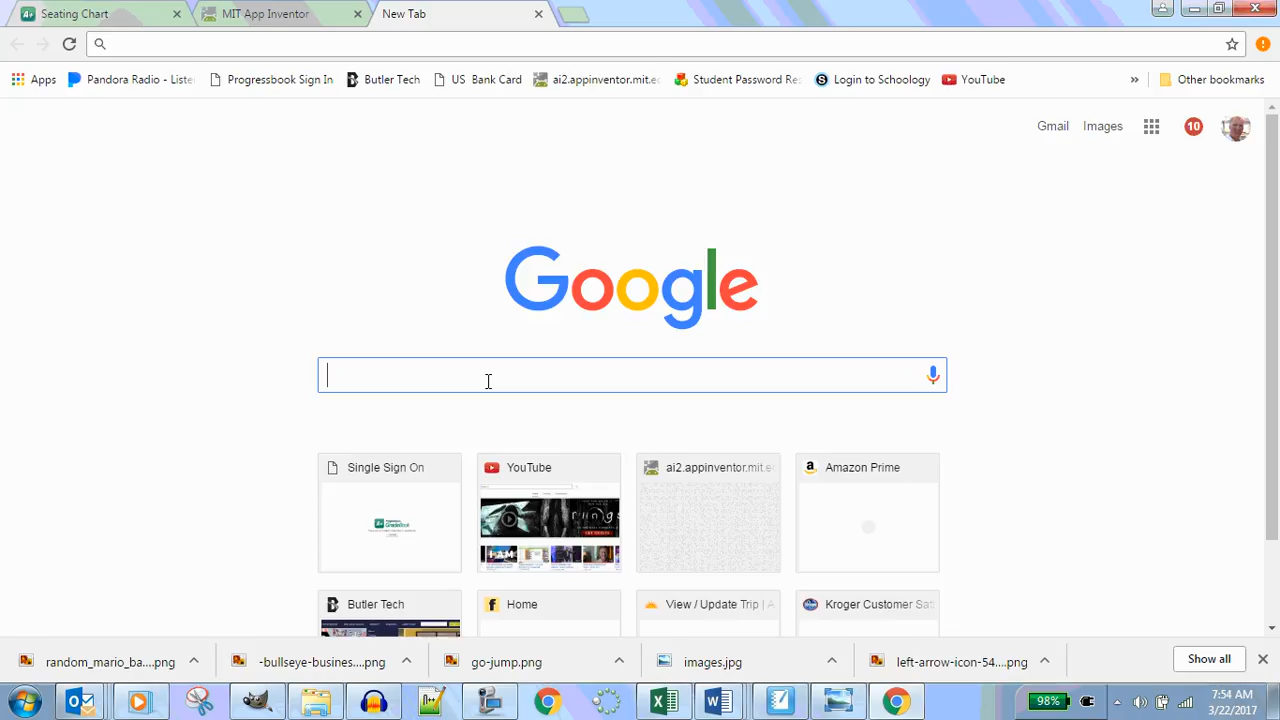 Seating Chart
MIT App Inventor
New Tab
Apps
Pandora Radio - Liste
Progressbook Sign In
Butler Tech
US Bank Card
ai2.appinventor.mit.ed
Student Password Re
Login to Schoology
YouTube
»
Other bookmarks
Gmail
Images
10
Google
Single Sign On
YouTube
ai2.appinventor.mit.ed
Amazon Prime
Butler Tech
Home
View / Update Trip | A
Kroger Customer Sat
random_mario_ba....png
-bullseye-busines....png
go-jump.png
images.jpg
left-arrow-icon-54....png
Show all
98%
7:54 AM
3/22/2017